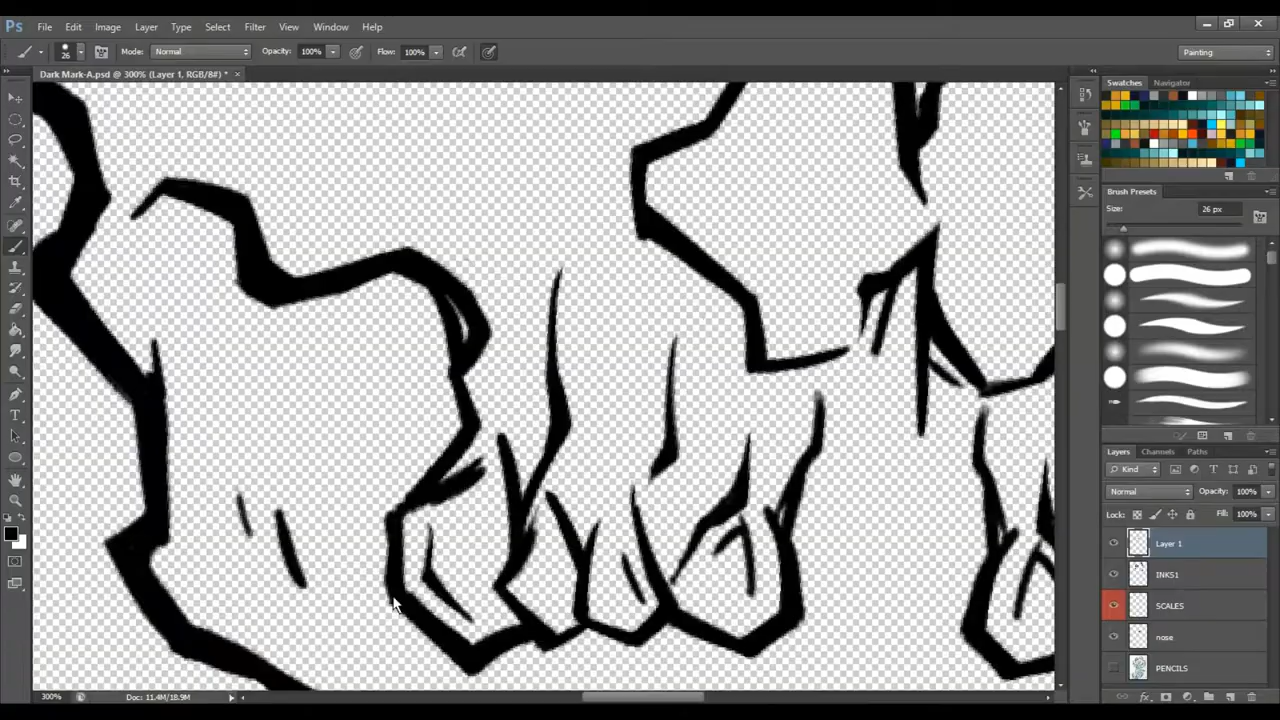 Ps File Edit Image Layer Type Select Filter View Window Help
26 Mode: Normal Opacity: 100% Flow: 100% Painting
Dark Mark-A.psd @ 300% (Layer 1, RGB/8#) * ×
Swatches Navigator
Brush Presets
Size: 26 px
Layers Channels Paths
Kind
Normal Opacity: 100%
Lock: Fill: 100%
Layer 1
INKS1
SCALES
nose
PENCILS
300% Doc: 11.4M/18.9M